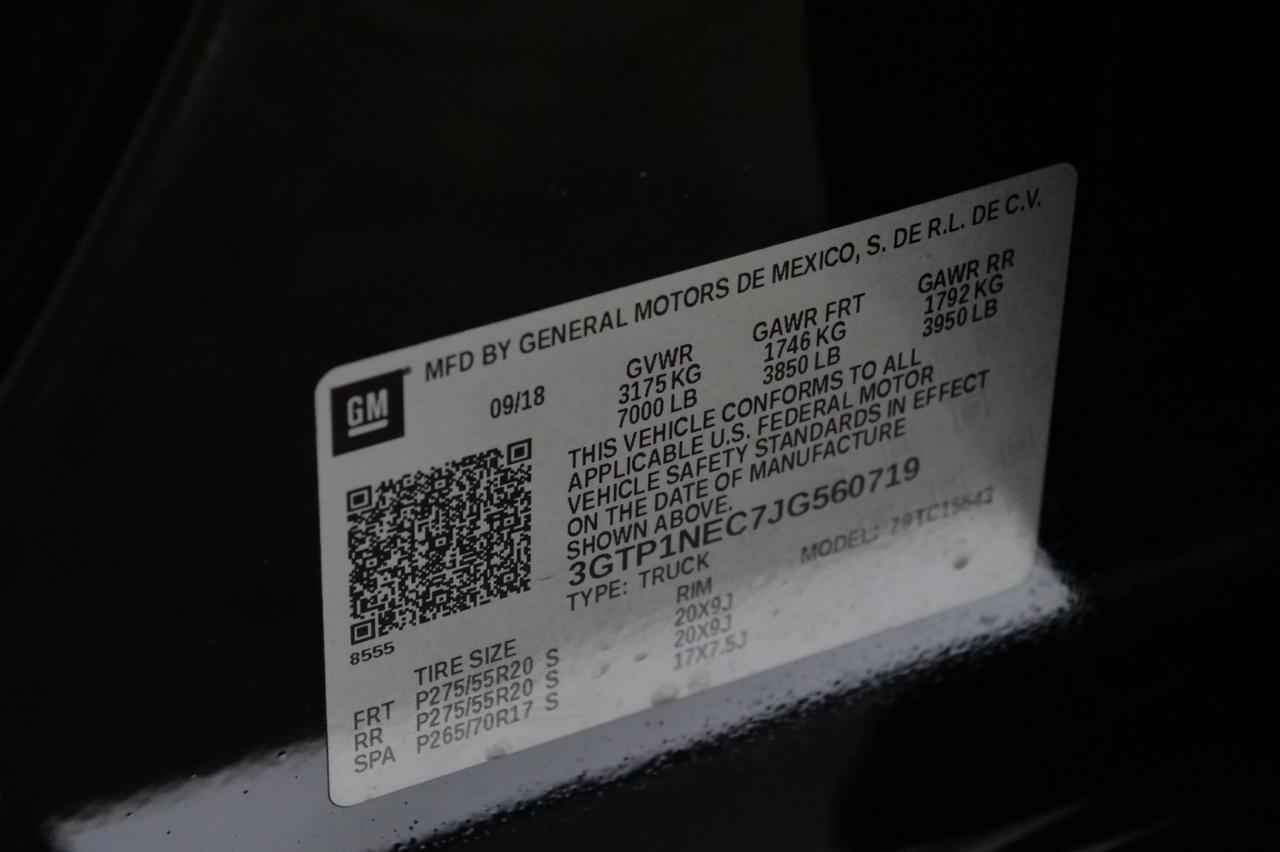 MFD BY GENERAL MOTORS DE MEXICO, S. DE R.L. DE C.V.
GM
09/18
GVWR
3175 KG
7000 LB
GAWR FRT
1746 KG
3850 LB
GAWR RR
1792 KG
3950 LB
THIS VEHICLE CONFORMS TO ALL
APPLICABLE U.S. FEDERAL MOTOR
VEHICLE SAFETY STANDARDS IN EFFECT
ON THE DATE OF MANUFACTURE
SHOWN ABOVE.
3GTP1NEC7JG560719
TYPE: TRUCK MODEL:
8555
TIRE SIZE RIM
FRT P275/55R20 S 20X9J
RR P275/55R20 S 20X9J
SPA P265/70R17 S 17X7.5J